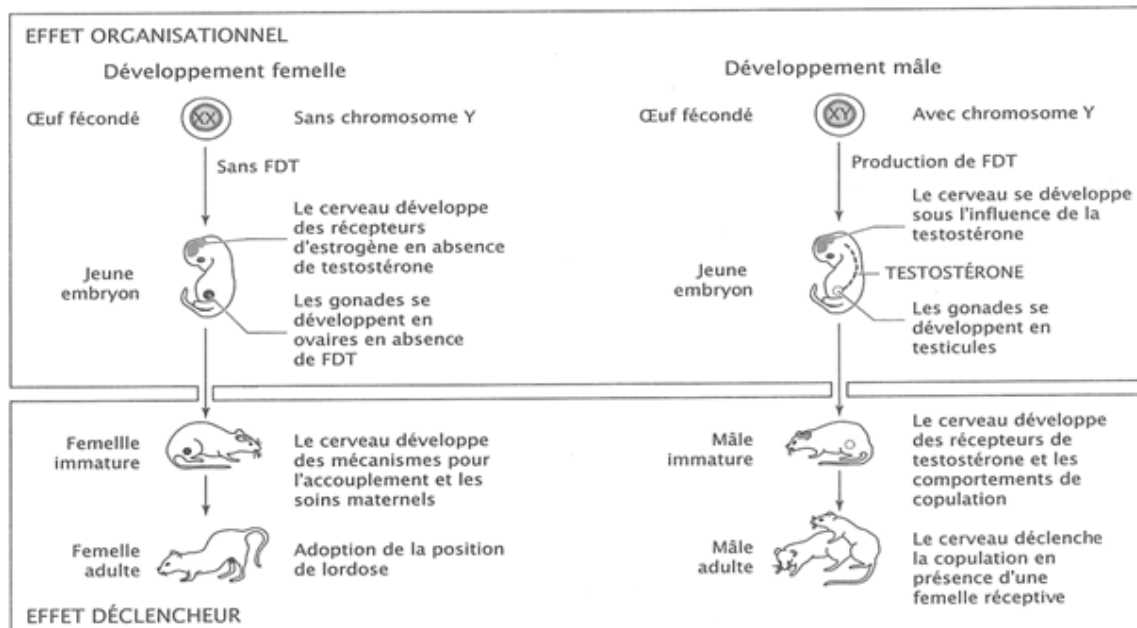 EFFET ORGANISATIONNEL
Développement femelle
Œuf fécondé
XX
Sans chromosome Y
Sans FDT
Le cerveau développe
des récepteurs
d'estrogène en absence
de testostérone
Jeune
embryon
Les gonades se
développent en
ovaires en absence
de FDT
Développement mâle
Œuf fécondé
XY
Avec chromosome Y
Production de FDT
Le cerveau se développe
sous l'influence de la
testostérone
Jeune
embryon
TESTOSTÉRONE
Les gonades se
développent en
testicules
Femellle
immature
Le cerveau développe
des mécanismes pour
l'accouplement et les
soins maternels
Femelle
adulte
Adoption de la position
de lordose
Mâle
immature
Le cerveau développe
des récepteurs de
testostérone et les
comportements de
copulation
Mâle
adulte
Le cerveau déclenche
la copulation en
présence d'une
femelle réceptive
EFFET DÉCLENCHEUR